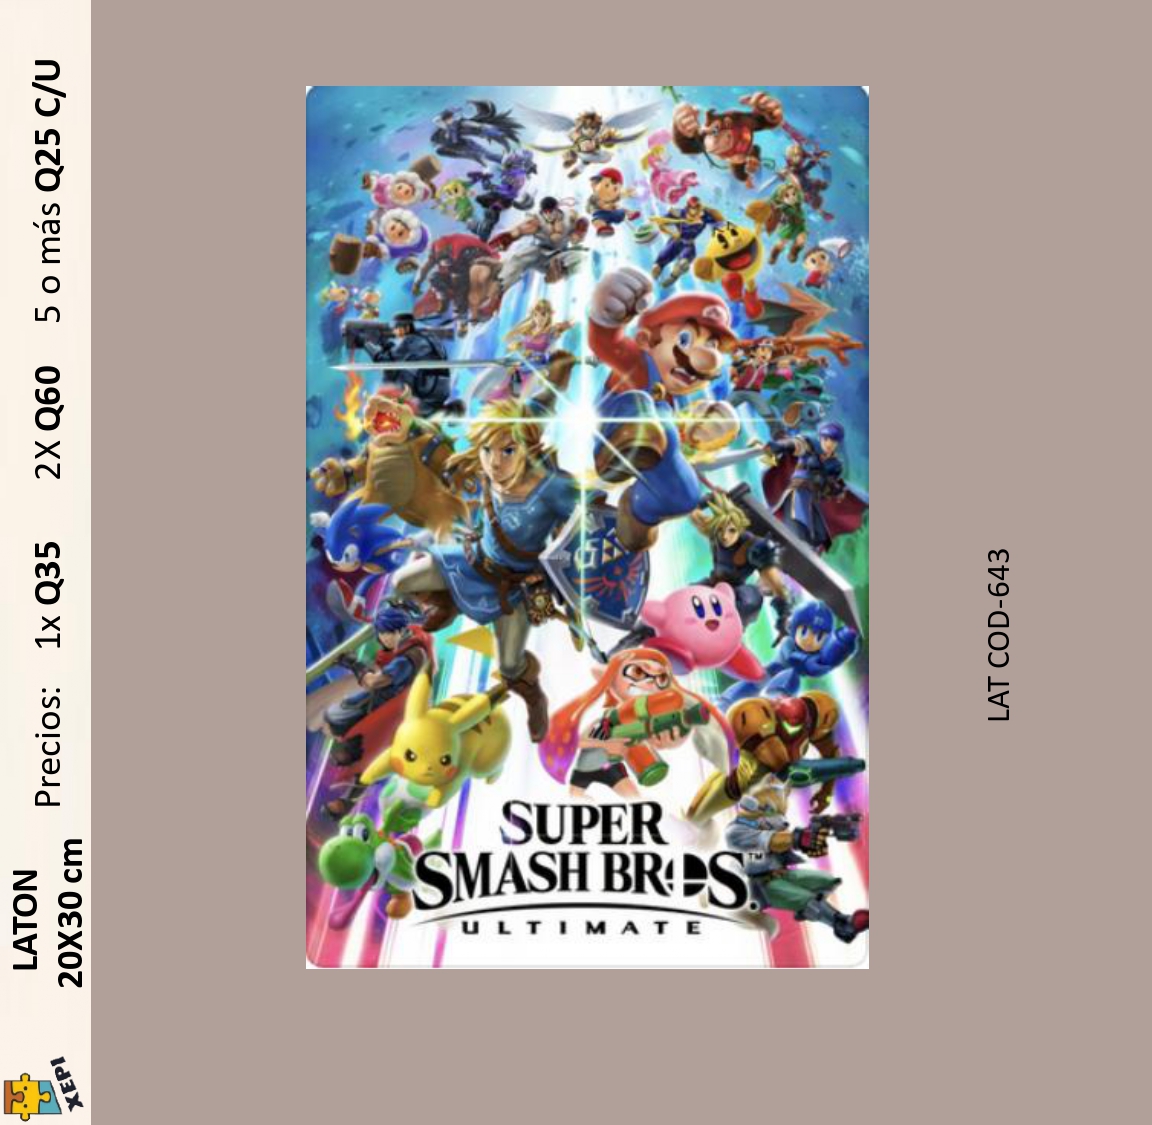 LATON
20X30 cm
Precios: 1x Q35 2X Q60 5 o más Q25 C/U
XEPI
SUPER
SMASH BROS.™
ULTIMATE
LAT COD-643